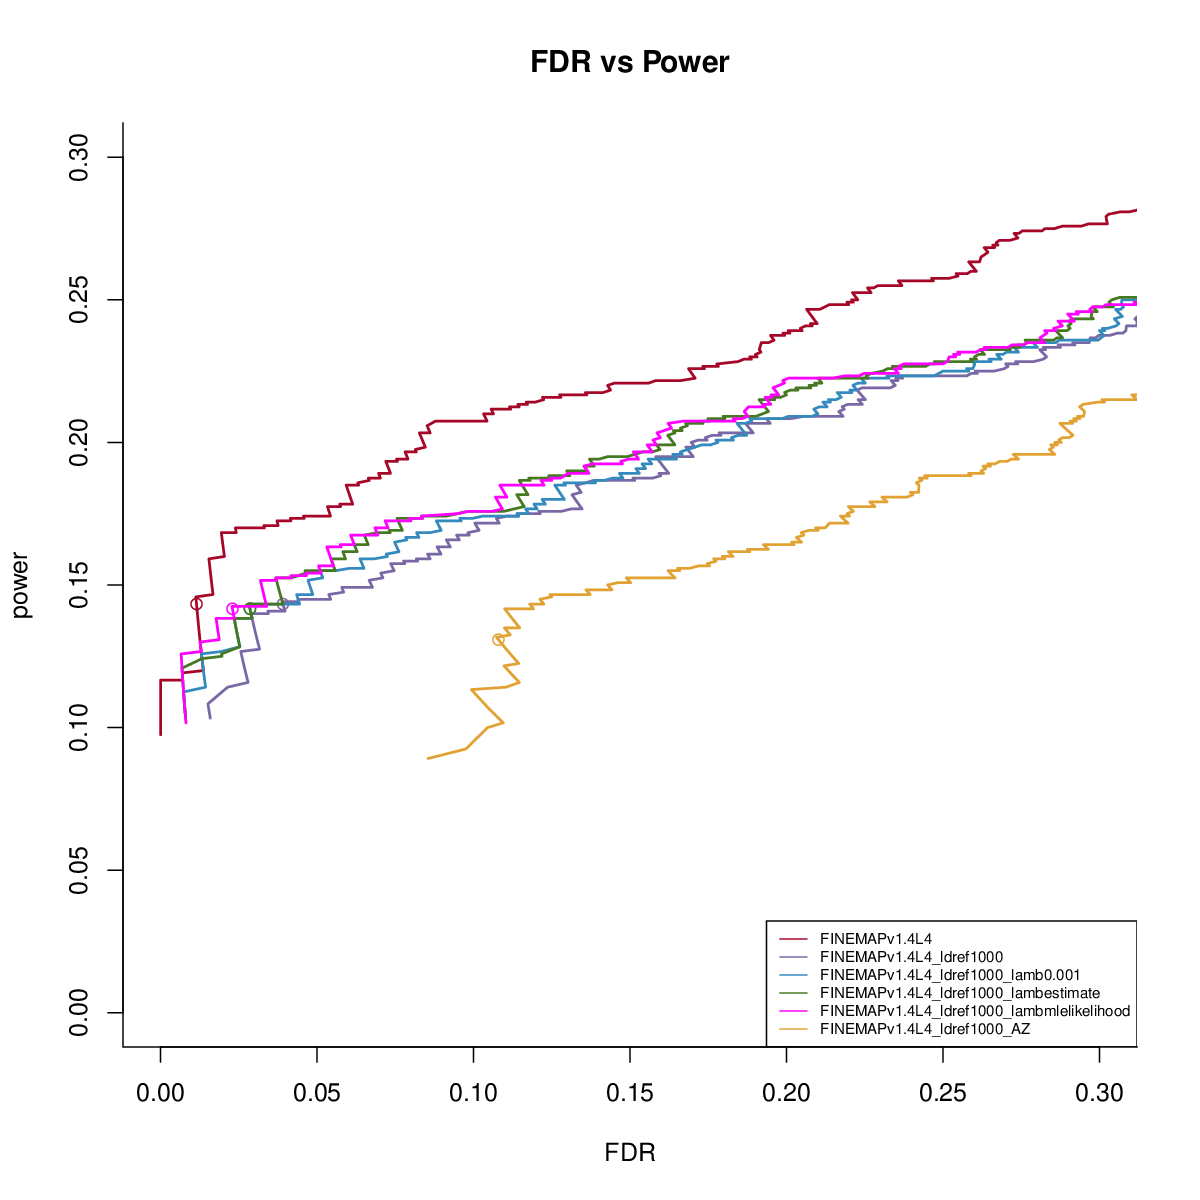 FDR vs Power
0.30
0.25
0.20
0.15
0.10
0.05
0.00
power
FINEMAPv1.4L4
FINEMAPv1.4L4_ldref1000
FINEMAPv1.4L4_ldref1000_lamb0.001
FINEMAPv1.4L4_ldref1000_lambestimate
FINEMAPv1.4L4_ldref1000_lambmlelikelihood
FINEMAPv1.4L4_ldref1000_AZ
0.00 0.05 0.10 0.15 0.20 0.25 0.30
FDR